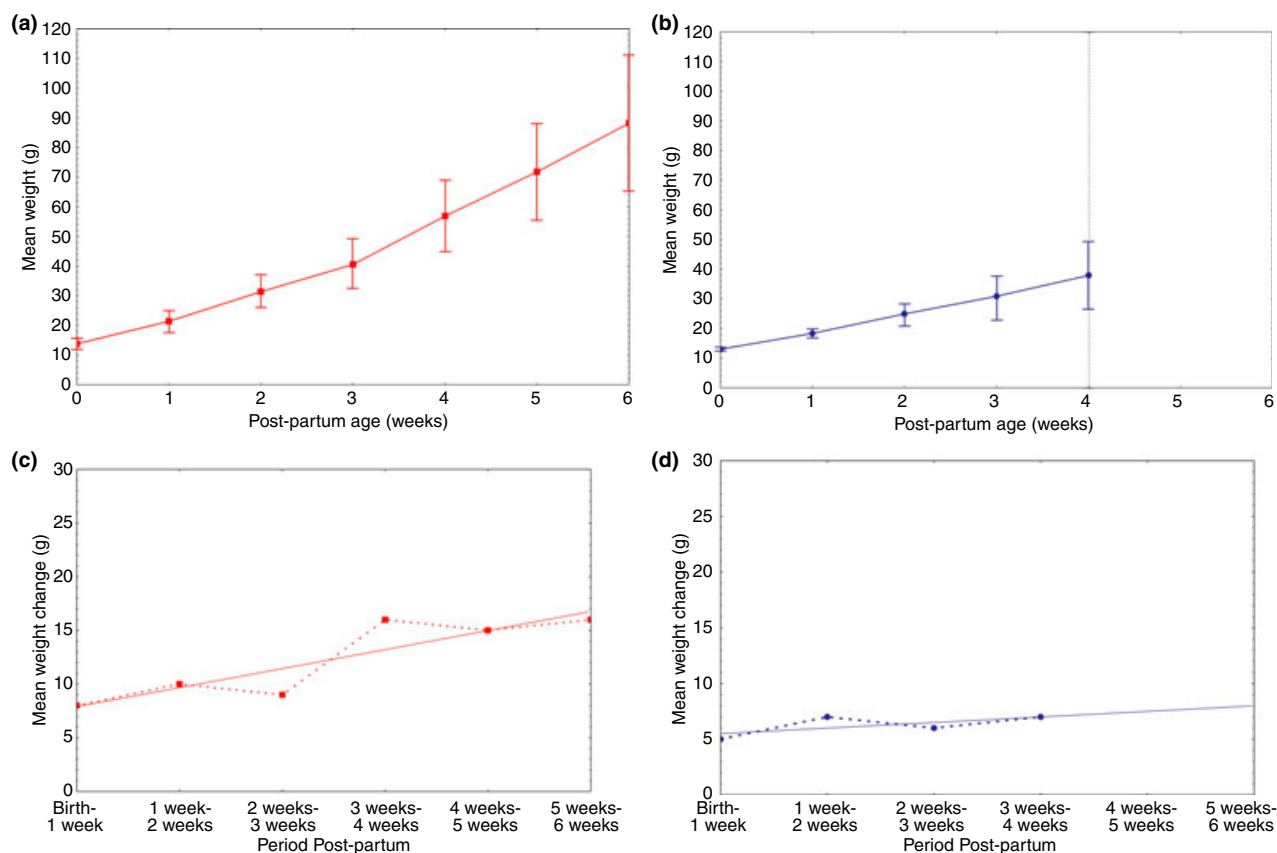 (a)
120
110
100
90
80
70
60
50
40
30
20
10
0
Mean weight (g)
0 1 2 3 4 5 6
Post-partum age (weeks)
(b)
120
110
100
90
80
70
60
50
40
30
20
10
0
Mean weight (g)
0 1 2 3 4 5 6
Post-partum age (weeks)
(c)
30
25
20
15
10
5
0
Mean weight change (g)
Birth- 1 week- 2 weeks- 3 weeks- 4 weeks- 5 weeks-
1 week 2 weeks 3 weeks 4 weeks 5 weeks 6 weeks
Period Post-partum
(d)
30
25
20
15
10
5
0
Mean weight change (g)
Birth- 1 week- 2 weeks- 3 weeks- 4 weeks- 5 weeks-
1 week 2 weeks 3 weeks 4 weeks 5 weeks 6 weeks
Period Post-partum